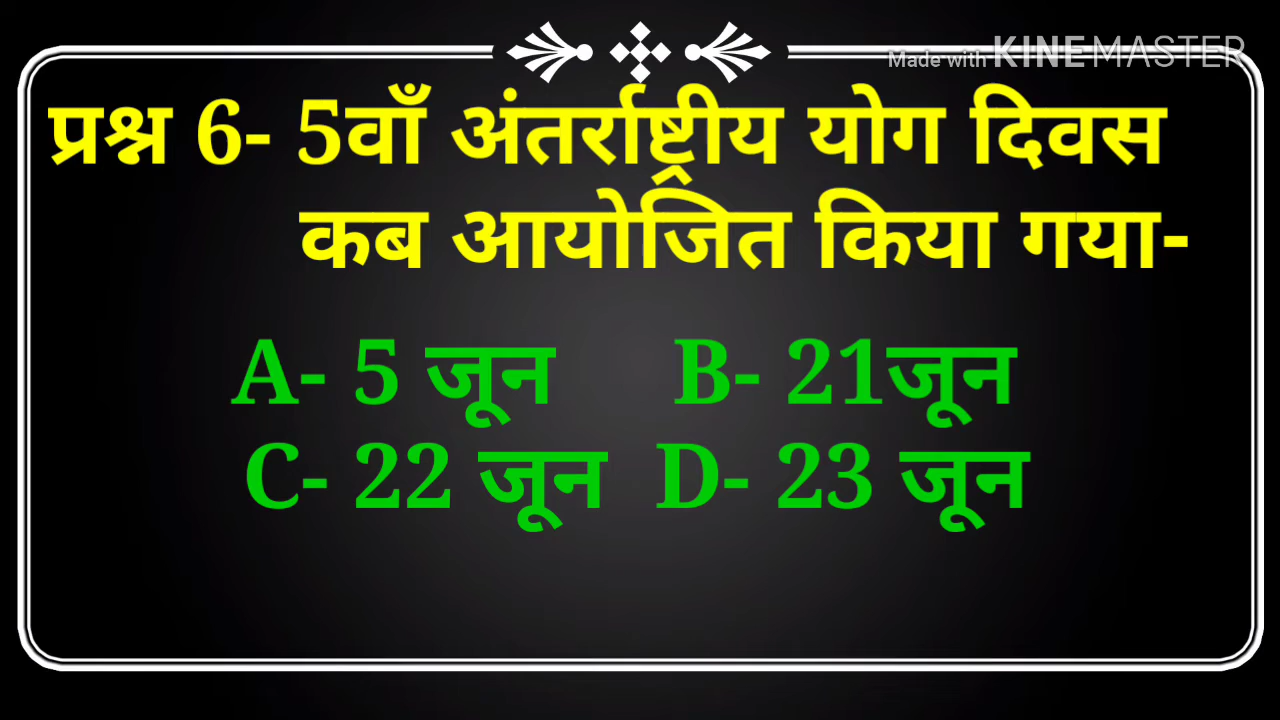 Made with KINEMASTER
प्रश्न 6- 5वाँ अंतर्राष्ट्रीय योग दिवस
कब आयोजित किया गया-
A- 5 जून B- 21जून
C- 22 जून D- 23 जून